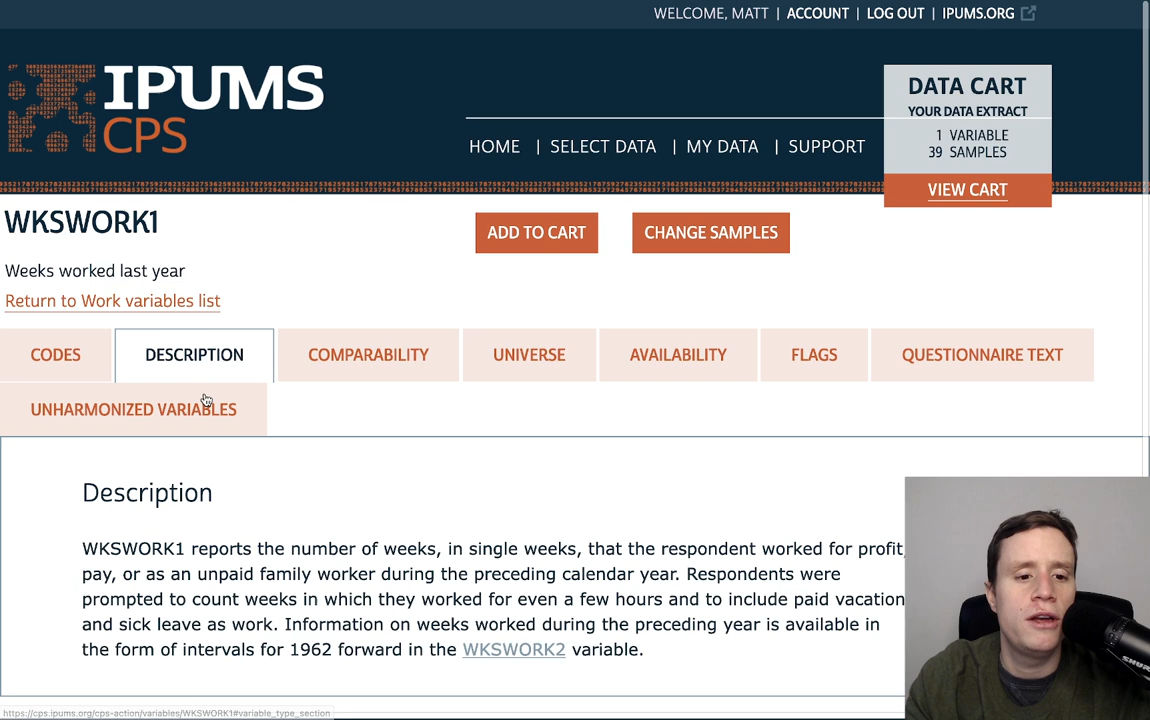 WELCOME, MATT | ACCOUNT | LOG OUT | IPUMS.ORG
IPUMS
CPS
HOME | SELECT DATA | MY DATA | SUPPORT
DATA CART
YOUR DATA EXTRACT
1 VARIABLE
39 SAMPLES
VIEW CART
WKSWORK1
ADD TO CART
CHANGE SAMPLES
Weeks worked last year
Return to Work variables list
CODES
DESCRIPTION
COMPARABILITY
UNIVERSE
AVAILABILITY
FLAGS
QUESTIONNAIRE TEXT
UNHARMONIZED VARIABLES
Description
WKSWORK1 reports the number of weeks, in single weeks, that the respondent worked for profit,
pay, or as an unpaid family worker during the preceding calendar year. Respondents were
prompted to count weeks in which they worked for even a few hours and to include paid vacation
and sick leave as work. Information on weeks worked during the preceding year is available in
the form of intervals for 1962 forward in the WKSWORK2 variable.
https://cps.ipums.org/cps-action/variables/WKSWORK1#variable_type_section
SHURE